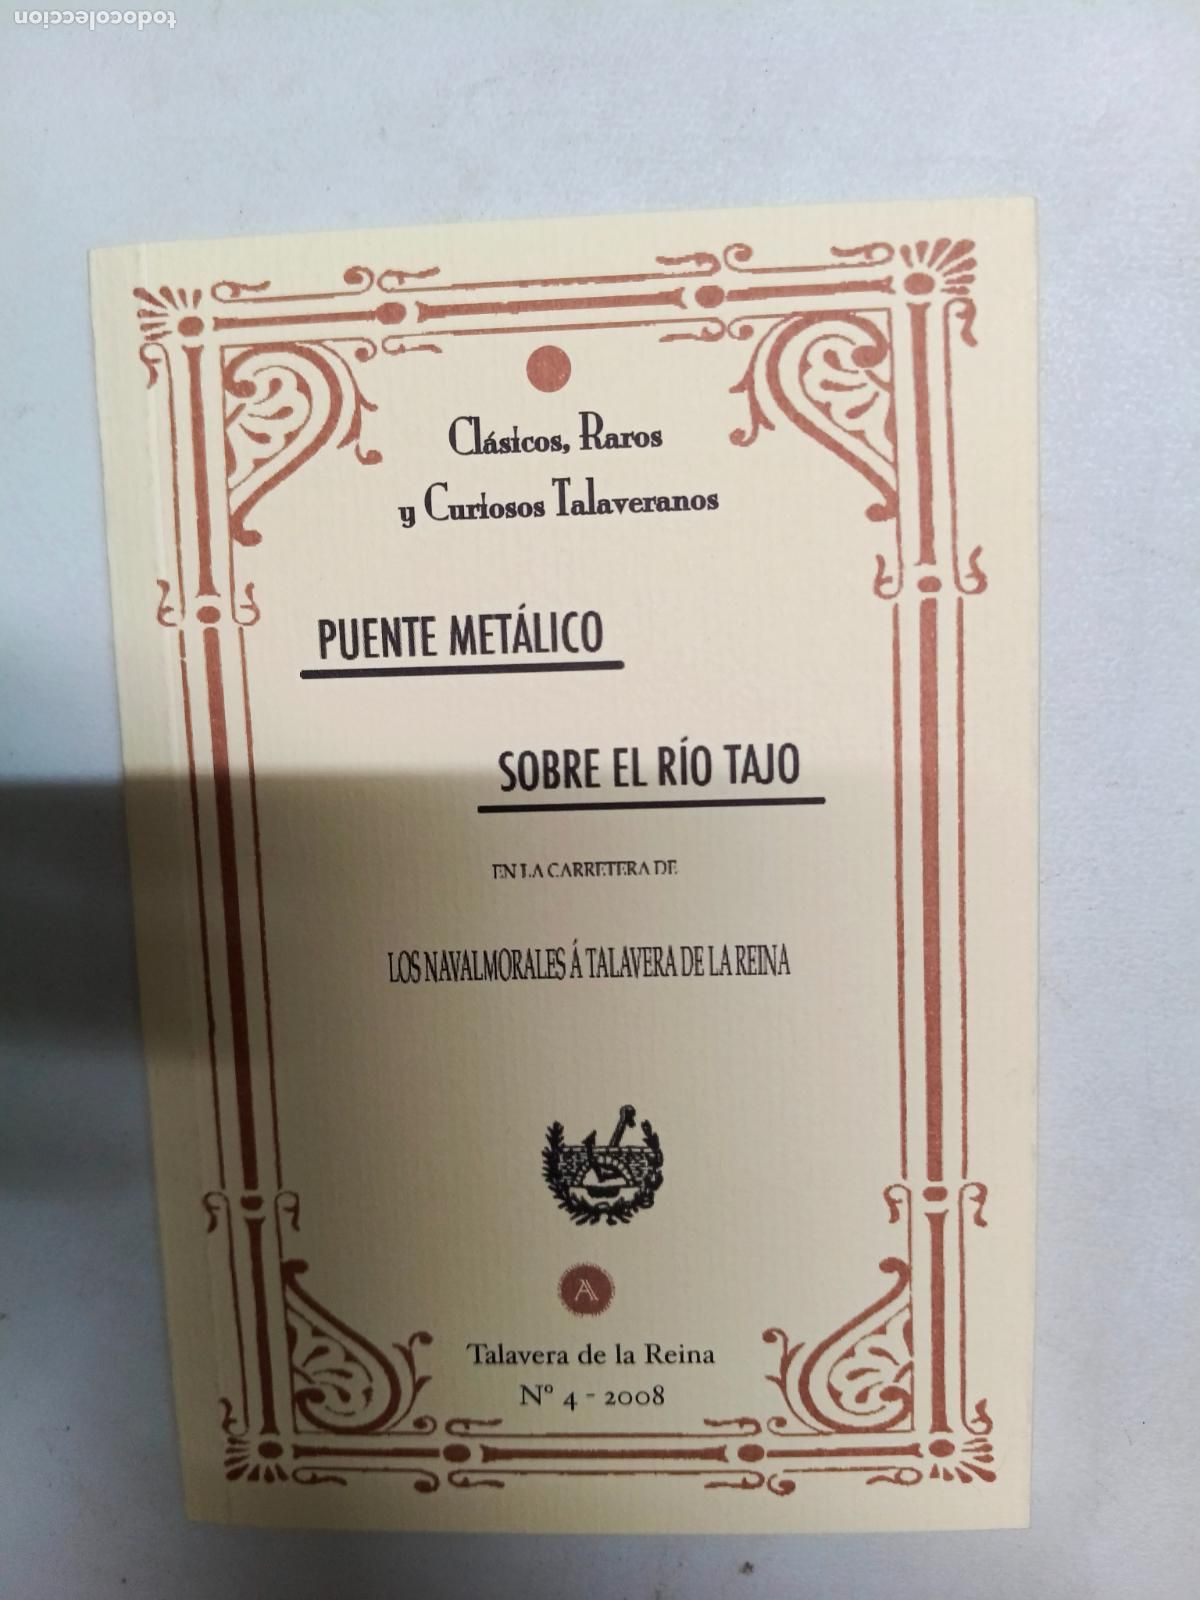 todocoleccion
Clásicos, Raros
y Curiosos Talaveranos
PUENTE METÁLICO
SOBRE EL RÍO TAJO
EN LA CARRETERA DE
LOS NAVALMORALES Á TALAVERA DE LA REINA
A
Talavera de la Reina
Nº 4 - 2008